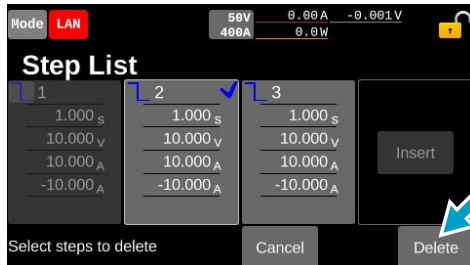 Mode LAN 50V 0.00A -0.001V
400A 0.0W
Step List
1 2 3
1.000 s 1.000 s 1.000 s
10.000 V 10.000 V 10.000 V
Insert
10.000 A 10.000 A 10.000 A
-10.000 A -10.000 A -10.000 A
Select steps to delete Cancel Delete